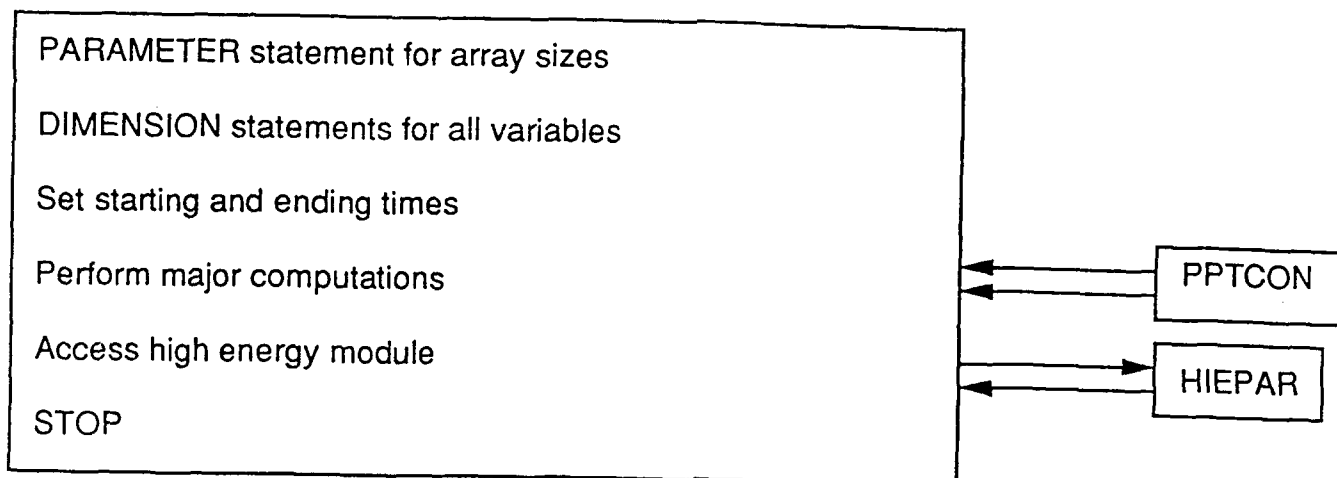 PARAMETER statement for array sizes
DIMENSION statements for all variables
Set starting and ending times
Perform major computations
PPTCON
Access high energy module
HIEPAR
STOP